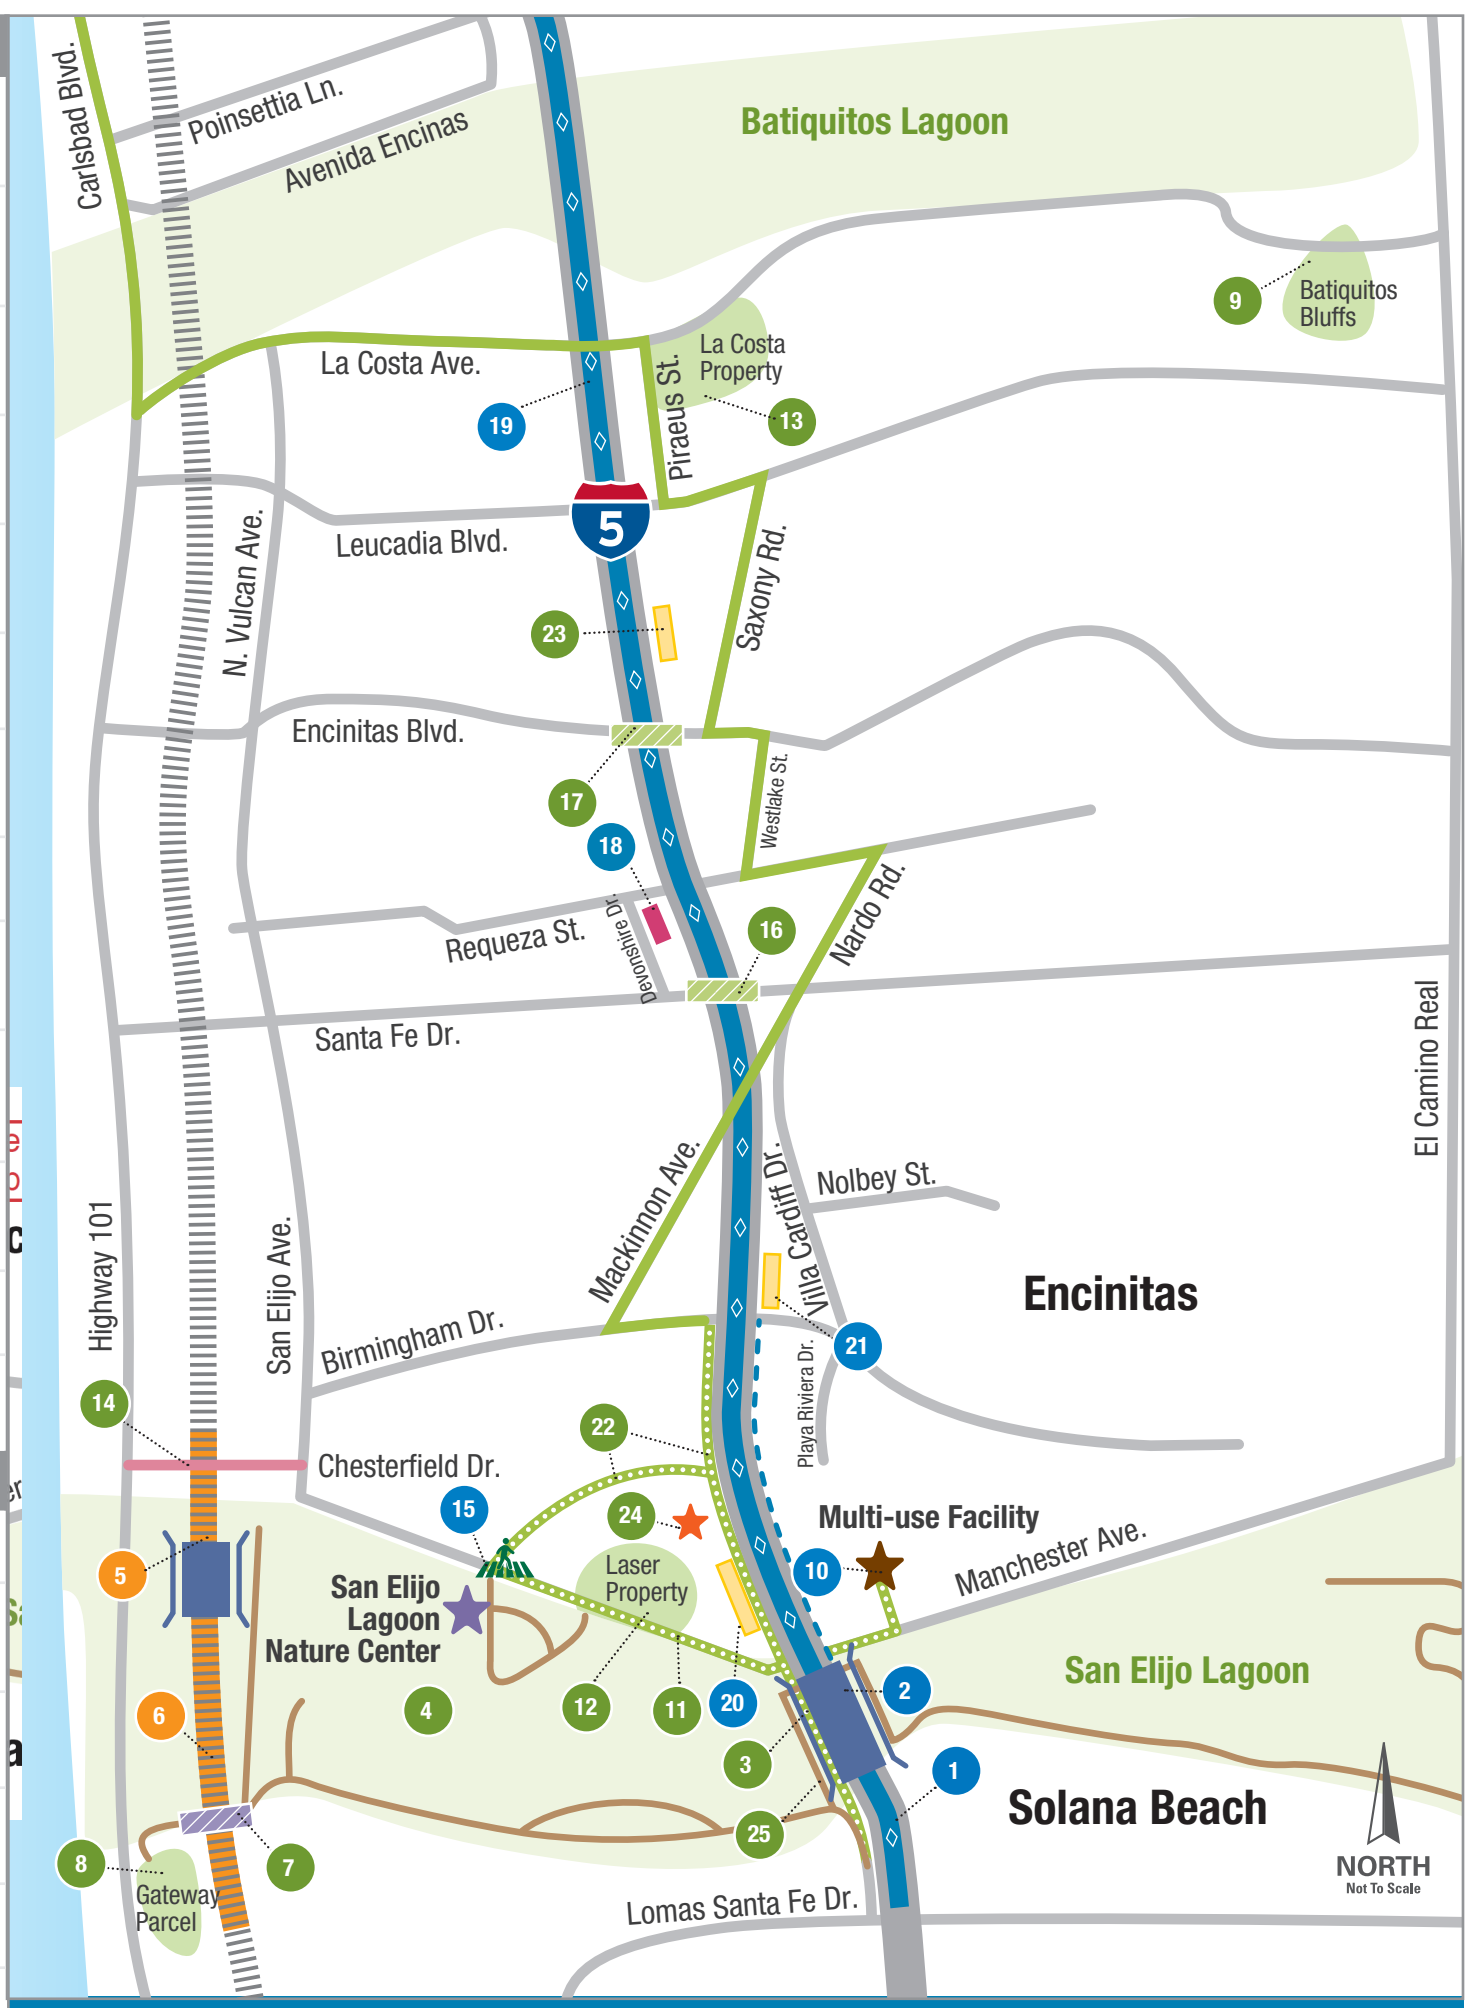 Carlsbad Blvd.
Poinsettia Ln.
Avenida Encinas
Batiquitos Lagoon
9
Batiquitos
Bluffs
La Costa Ave.
La Costa
Property
Piraeus St.
19
13
5
Leucadia Blvd.
N. Vulcan Ave.
Saxony Rd.
23
Encinitas Blvd.
17
Westlake St.
18
Nardo Rd.
Requeza St.
Devonshire Dr.
16
Santa Fe Dr.
El Camino Real
Mackinnon Ave.
Villa Cardiff Dr.
Nolbey St.
Highway 101
San Elijo Ave.
Encinitas
Birmingham Dr.
21
Playa Riviera Dr.
14
22
Chesterfield Dr.
15
24
Multi-use Facility
Manchester Ave.
5
10
Laser
Property
San Elijo
Lagoon
Nature Center
San Elijo Lagoon
6
4
12
11
20
2
3
1
Solana Beach
25
8
7
Gateway
Parcel
Lomas Santa Fe Dr.
NORTH
Not To Scale